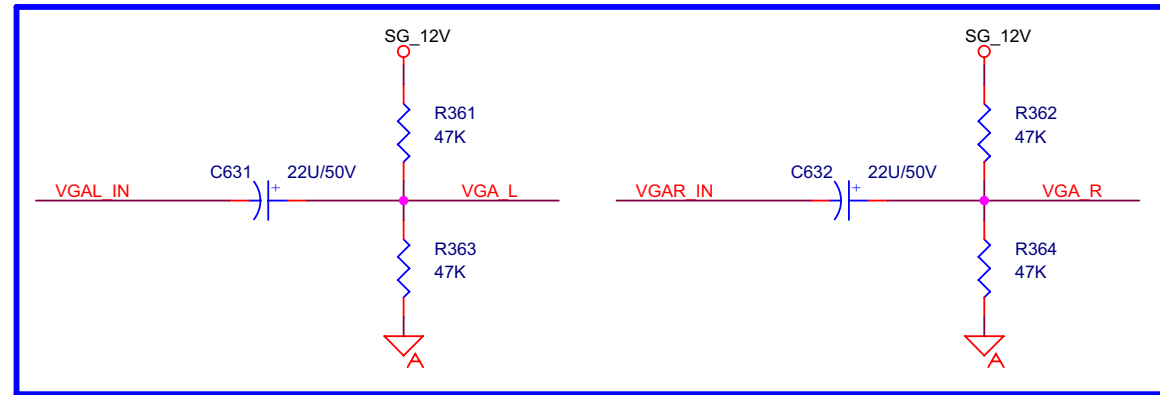 SG_12V
R361
47K
C631
+
22U/50V
VGAL_IN
VGA_L
R363
47K
A
SG_12V
R362
47K
C632
+
22U/50V
VGAR_IN
VGA_R
R364
47K
A